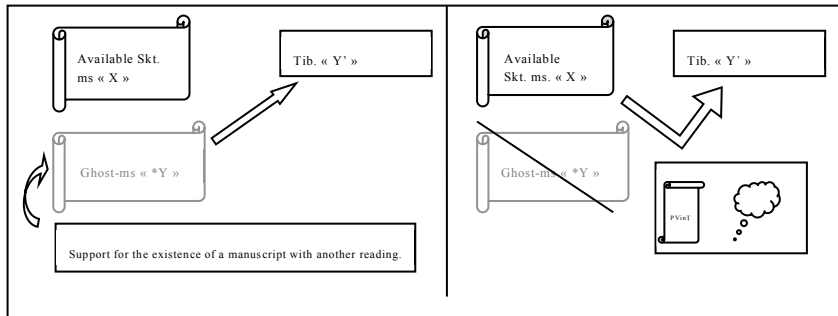 Available Skt.
ms « X »
Tib. « Y’ »
Ghost-ms « *Y »
Support for the existence of a manuscript with another reading.
Available
Skt. ms. « X »
Tib. « Y’ »
Ghost-ms « *Y »
PVinT